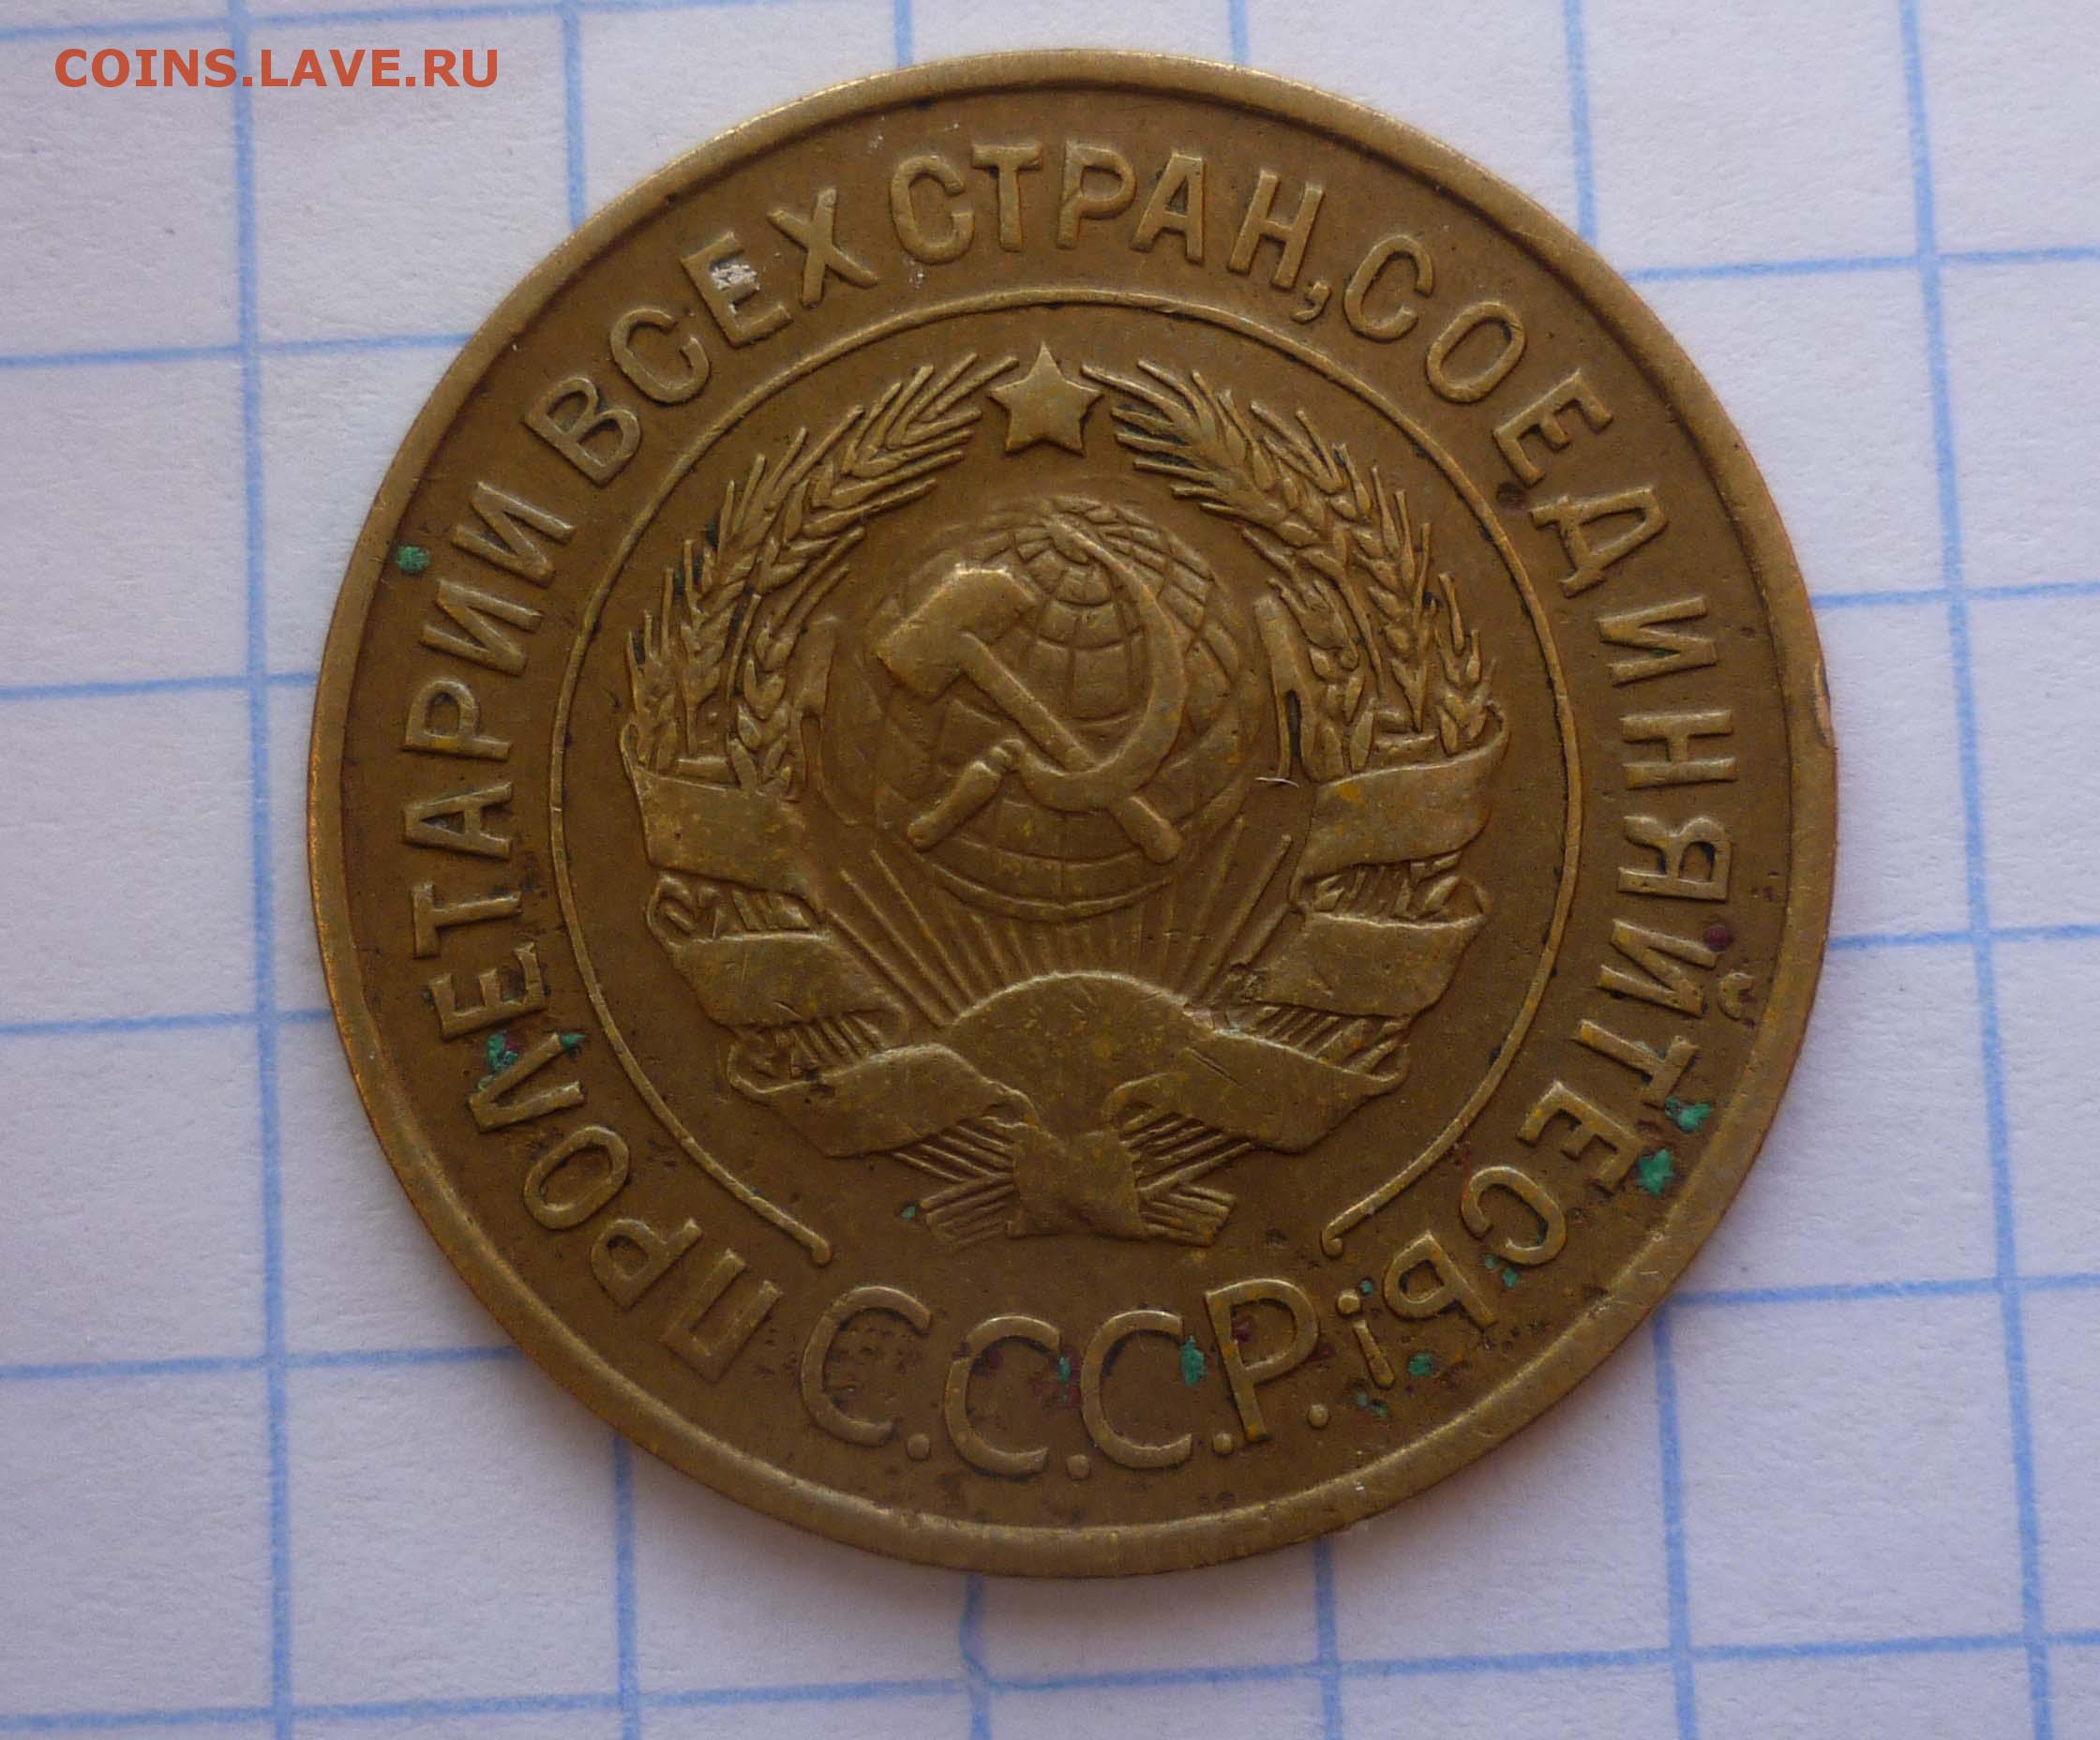 COINS.LAVE.RU
ПРОЛЕТАРИИ ВСЕХ СТРАН, СОЕДИНЯЙТЕСЬ!
С.С.С.Р.